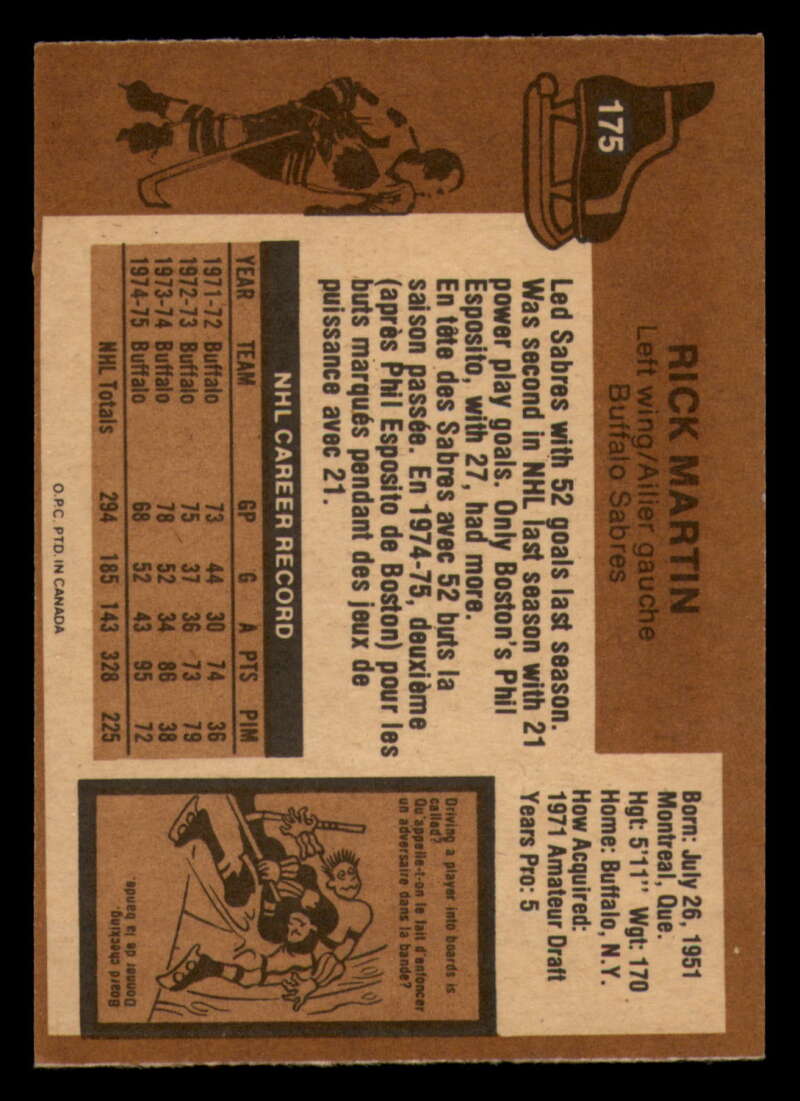 175
RICK MARTIN
Left wing/Ailier gauche
Buffalo Sabres
Born: July 26, 1951
Montreal, Que.
Hgt: 5'11" Wgt: 170
Home: Buffalo, N.Y.
How Acquired:
1971 Amateur Draft
Years Pro: 5
Led Sabres with 52 goals last season.
Was second in NHL last season with 21
power play goals. Only Boston's Phil
Esposito, with 27, had more.
En tête des Sabres avec 52 buts la
saison passée. En 1974-75, deuxième
(après Phil Esposito de Boston) pour les
buts marqués pendant des jeux de
puissance avec 21.
NHL CAREER RECORD
YEAR TEAM GP G A PTS PIM
1971-72 Buffalo 73 44 30 74 36
1972-73 Buffalo 75 37 36 73 79
1973-74 Buffalo 78 52 34 86 38
1974-75 Buffalo 68 52 43 95 72
NHL Totals 294 185 143 328 225
Driving a player into boards is
called?
Qu'appelle-t-on le fait d'enfoncer
un adversaire dans la bande?
Board checking.
Donner de la bande.
O.P.C. PTD. IN CANADA